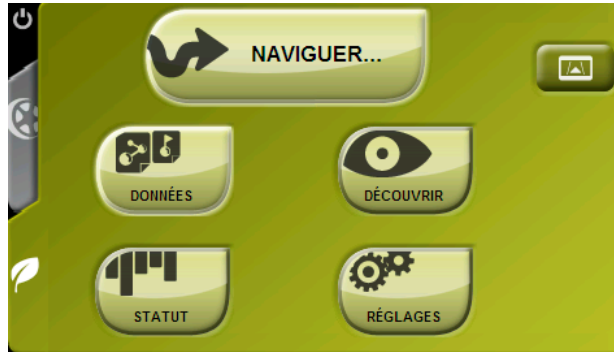 NAVIGUER...
DONNÉES
DÉCOUVRIR
STATUT
RÉGLAGES